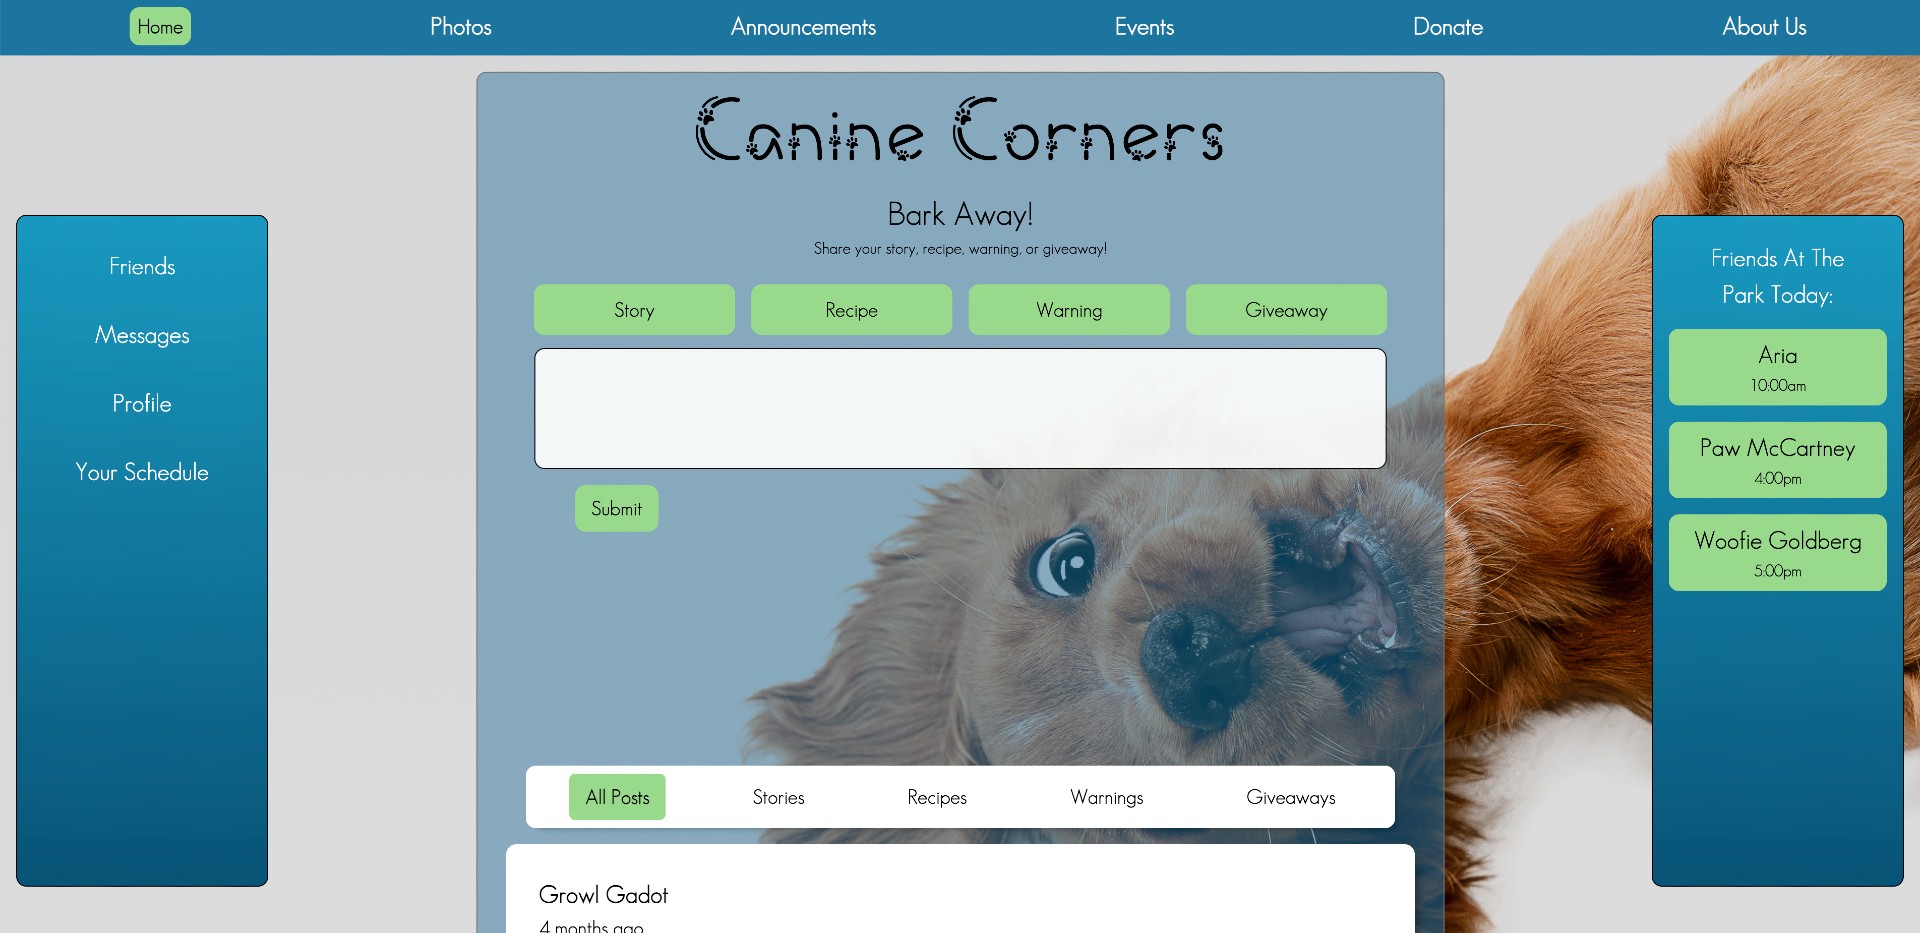 Home
Photos
Announcements
Events
Donate
About Us
Canine Corners
Bark Away!
Share your story, recipe, warning, or giveaway!
Story
Recipe
Warning
Giveaway
Submit
Friends
Messages
Profile
Your Schedule
Friends At The
Park Today:
Aria
10:00am
Paw McCartney
4:00pm
Woofie Goldberg
5:00pm
All Posts
Stories
Recipes
Warnings
Giveaways
Growl Gadot
4 months ago